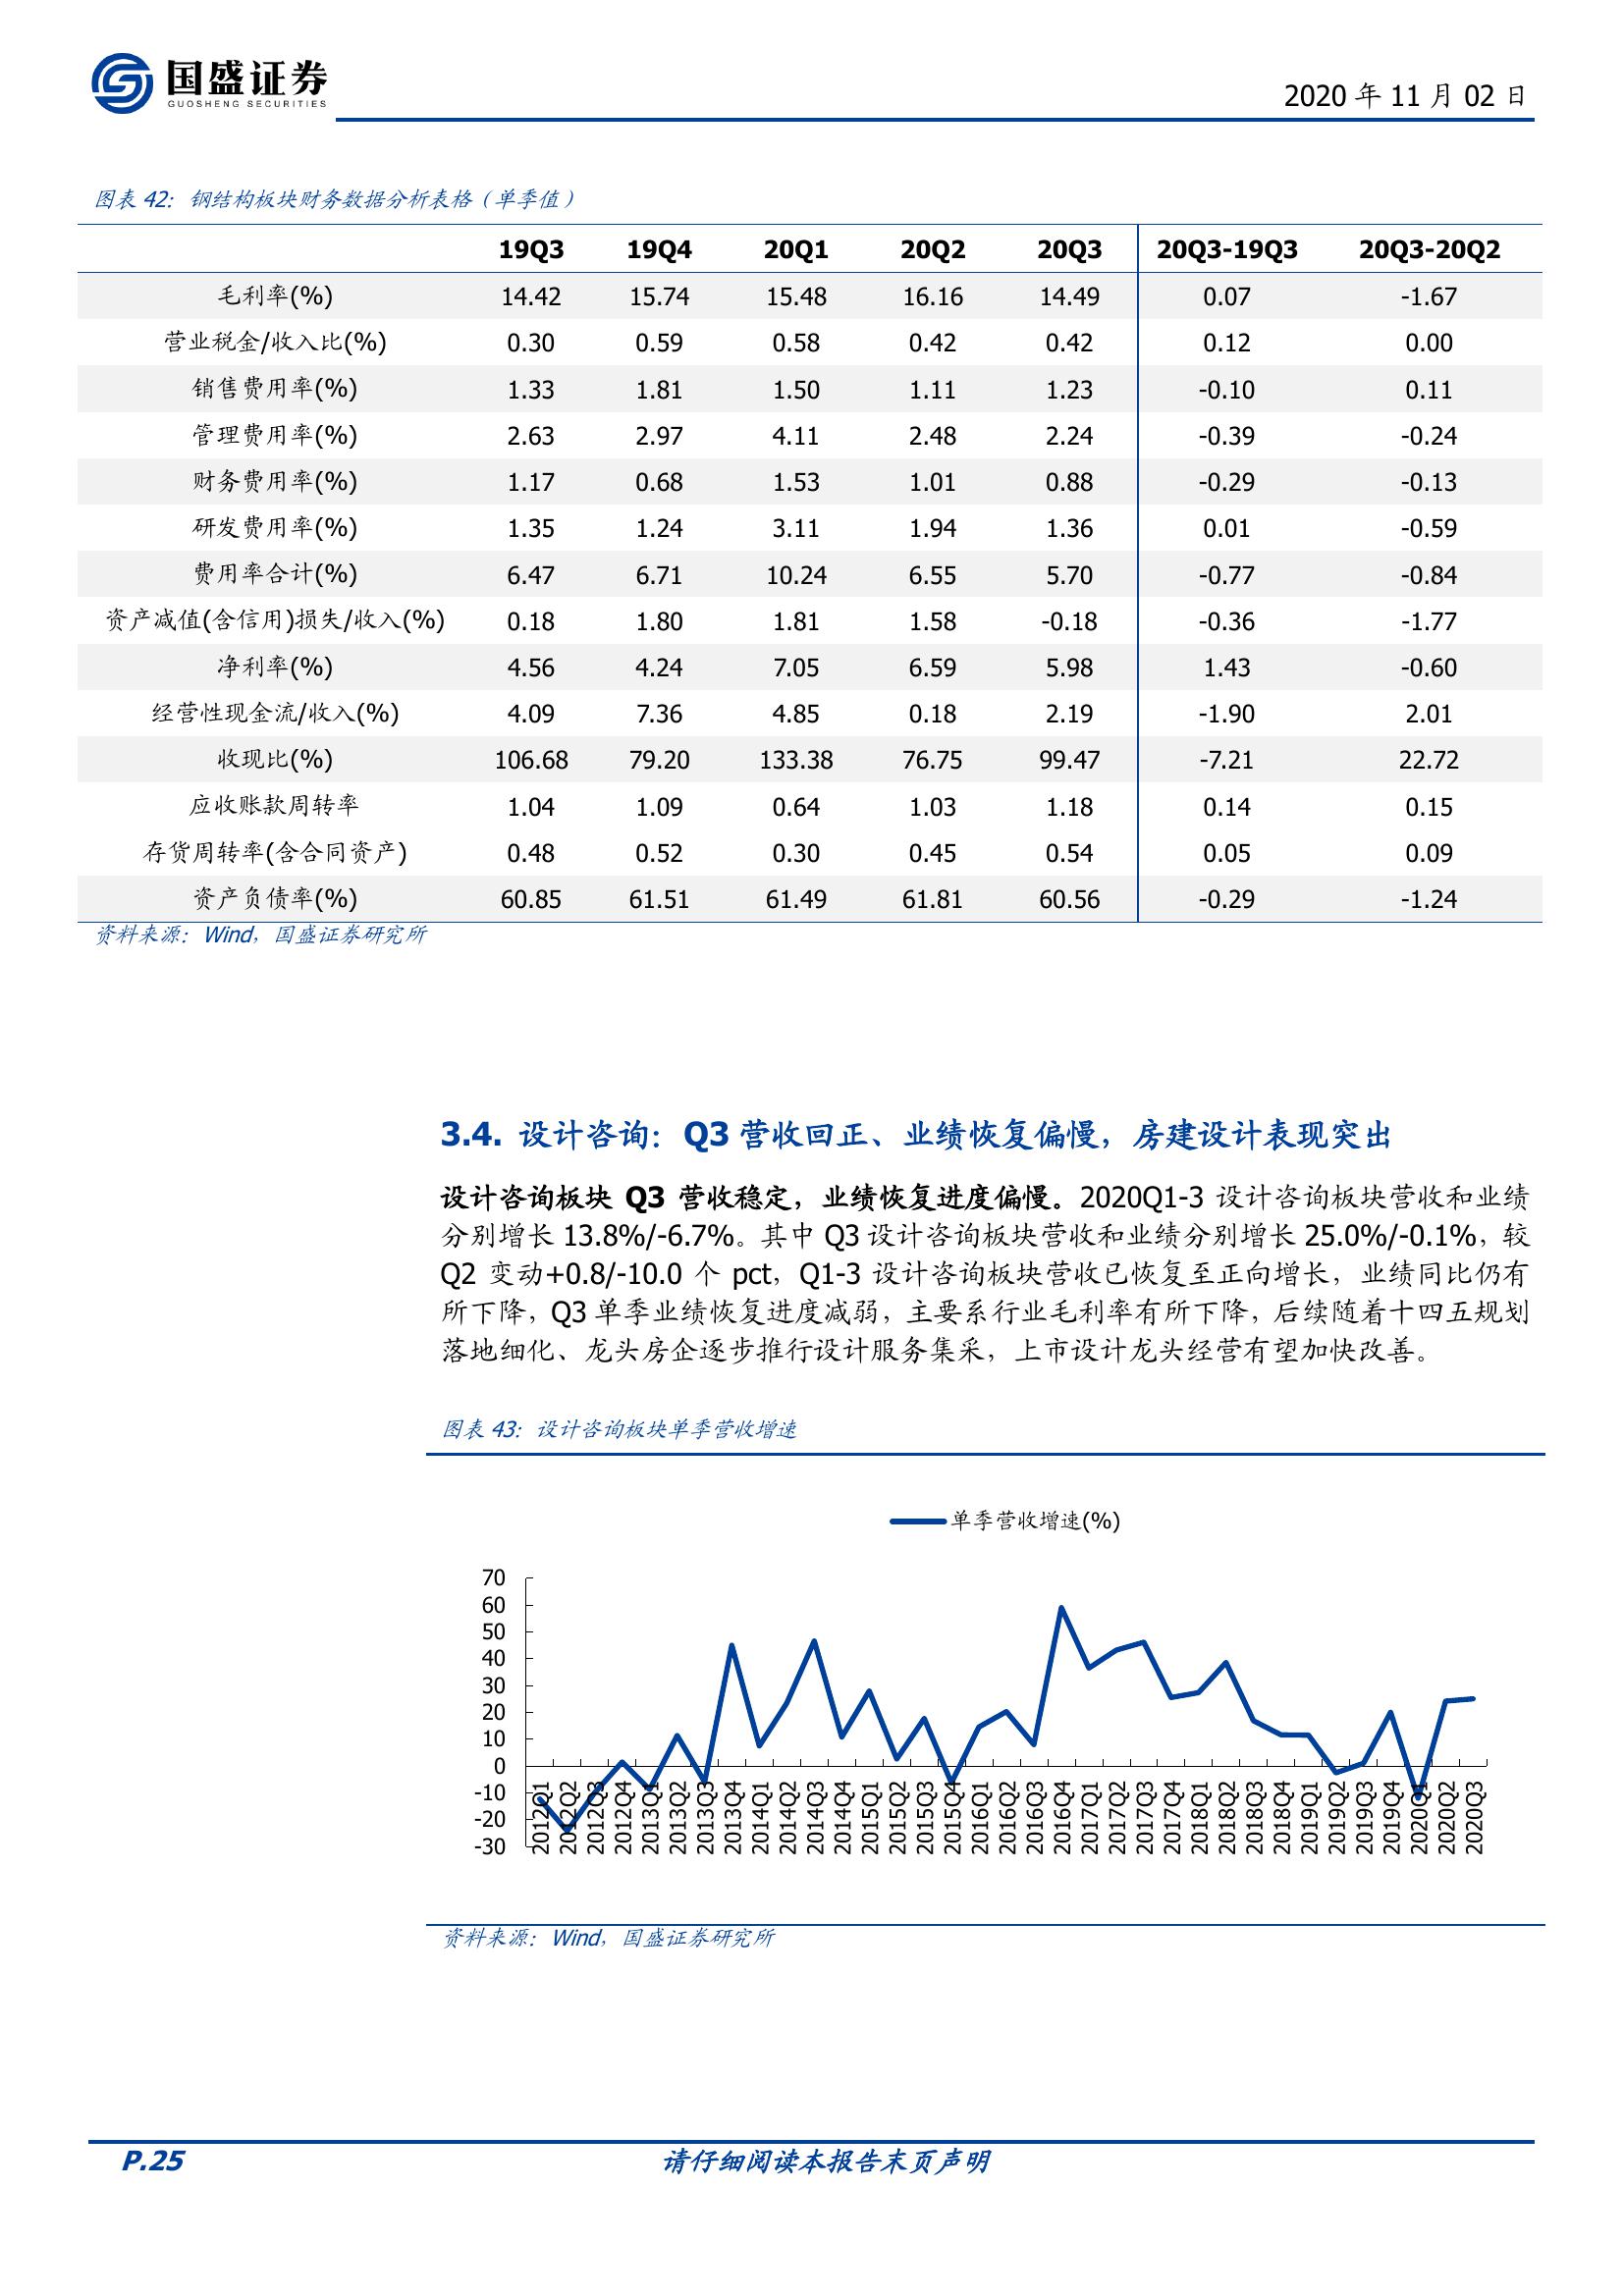 国盛证券
GUOSHENG SECURITIES
2020 年 11 月 02 日
图表 42：钢结构板块财务数据分析表格（单季值）
19Q3 19Q4 20Q1 20Q2 20Q3 20Q3-19Q3 20Q3-20Q2
毛利率(%) 14.42 15.74 15.48 16.16 14.49 0.07 -1.67
营业税金/收入比(%) 0.30 0.59 0.58 0.42 0.42 0.12 0.00
销售费用率(%) 1.33 1.81 1.50 1.11 1.23 -0.10 0.11
管理费用率(%) 2.63 2.97 4.11 2.48 2.24 -0.39 -0.24
财务费用率(%) 1.17 0.68 1.53 1.01 0.88 -0.29 -0.13
研发费用率(%) 1.35 1.24 3.11 1.94 1.36 0.01 -0.59
费用率合计(%) 6.47 6.71 10.24 6.55 5.70 -0.77 -0.84
资产减值(含信用)损失/收入(%) 0.18 1.80 1.81 1.58 -0.18 -0.36 -1.77
净利率(%) 4.56 4.24 7.05 6.59 5.98 1.43 -0.60
经营性现金流/收入(%) 4.09 7.36 4.85 0.18 2.19 -1.90 2.01
收现比(%) 106.68 79.20 133.38 76.75 99.47 -7.21 22.72
应收账款周转率 1.04 1.09 0.64 1.03 1.18 0.14 0.15
存货周转率(含合同资产) 0.48 0.52 0.30 0.45 0.54 0.05 0.09
资产负债率(%) 60.85 61.51 61.49 61.81 60.56 -0.29 -1.24
资料来源：Wind，国盛证券研究所
3.4. 设计咨询：Q3 营收回正、业绩恢复偏慢，房建设计表现突出
设计咨询板块 Q3 营收稳定，业绩恢复进度偏慢。2020Q1-3 设计咨询板块营收和业绩
分别增长 13.8%/-6.7%。其中 Q3 设计咨询板块营收和业绩分别增长 25.0%/-0.1%，较
Q2 变动+0.8/-10.0 个 pct，Q1-3 设计咨询板块营收已恢复至正向增长，业绩同比仍有
所下降，Q3 单季业绩恢复进度减弱，主要系行业毛利率有所下降，后续随着十四五规划
落地细化、龙头房企逐步推行设计服务集采，上市设计龙头经营有望加快改善。
图表 43：设计咨询板块单季营收增速
单季营收增速(%)
70
60
50
40
30
20
10
0
-10
-20
-30
2012Q1 2012Q2 2012Q3 2012Q4 2013Q1 2013Q2 2013Q3 2013Q4 2014Q1 2014Q2 2014Q3 2014Q4 2015Q1 2015Q2 2015Q3 2015Q4 2016Q1 2016Q2 2016Q3 2016Q4 2017Q1 2017Q2 2017Q3 2017Q4 2018Q1 2018Q2 2018Q3 2018Q4 2019Q1 2019Q2 2019Q3 2019Q4 2020Q1 2020Q2 2020Q3
资料来源：Wind，国盛证券研究所
P.25 请仔细阅读本报告末页声明